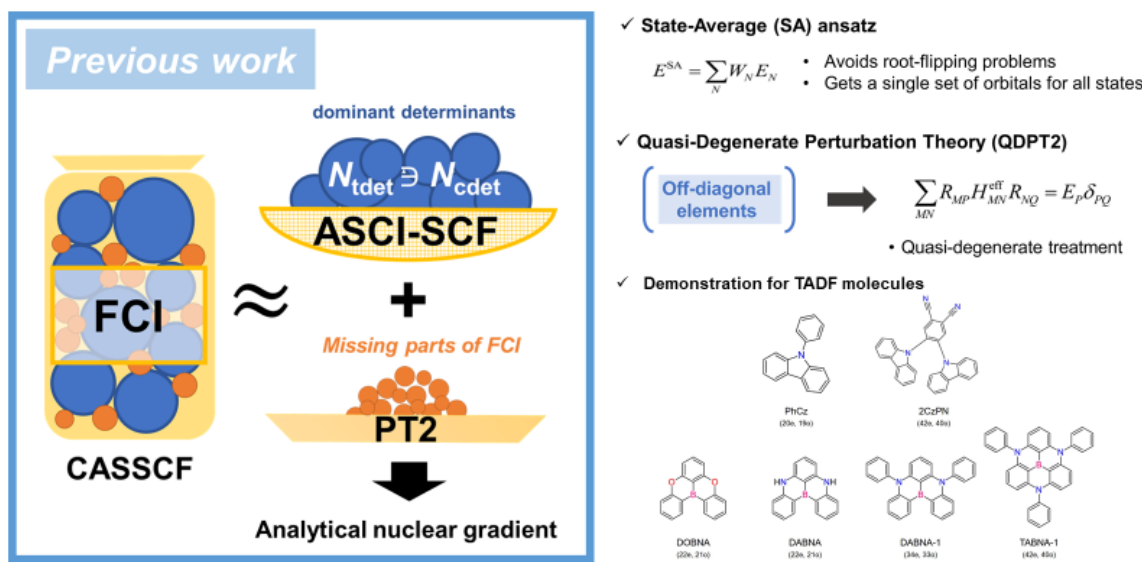 Previous work
dominant determinants
N_tdet ∋ N_cdet
ASCI-SCF
FCI
≈
+
Missing parts of FCI
PT2
CASSCF
Analytical nuclear gradient
✓ State-Average (SA) ansatz
E^SA = ∑_N W_N E_N
• Avoids root-flipping problems
• Gets a single set of orbitals for all states
✓ Quasi-Degenerate Perturbation Theory (QDPT2)
Off-diagonal
elements
∑_MN R_MP H_MN^eff R_NQ = E_P δ_PQ
• Quasi-degenerate treatment
✓ Demonstration for TADF molecules
N
PhCz
(20e, 19o)
N
N
N
N
2CzPN
(42e, 40o)
O
O
B
DOBNA
(22e, 21o)
HN
NH
B
DABNA
(22e, 21o)
N
N
B
DABNA-1
(34e, 33o)
N
N
B
N
TABNA-1
(42e, 40o)